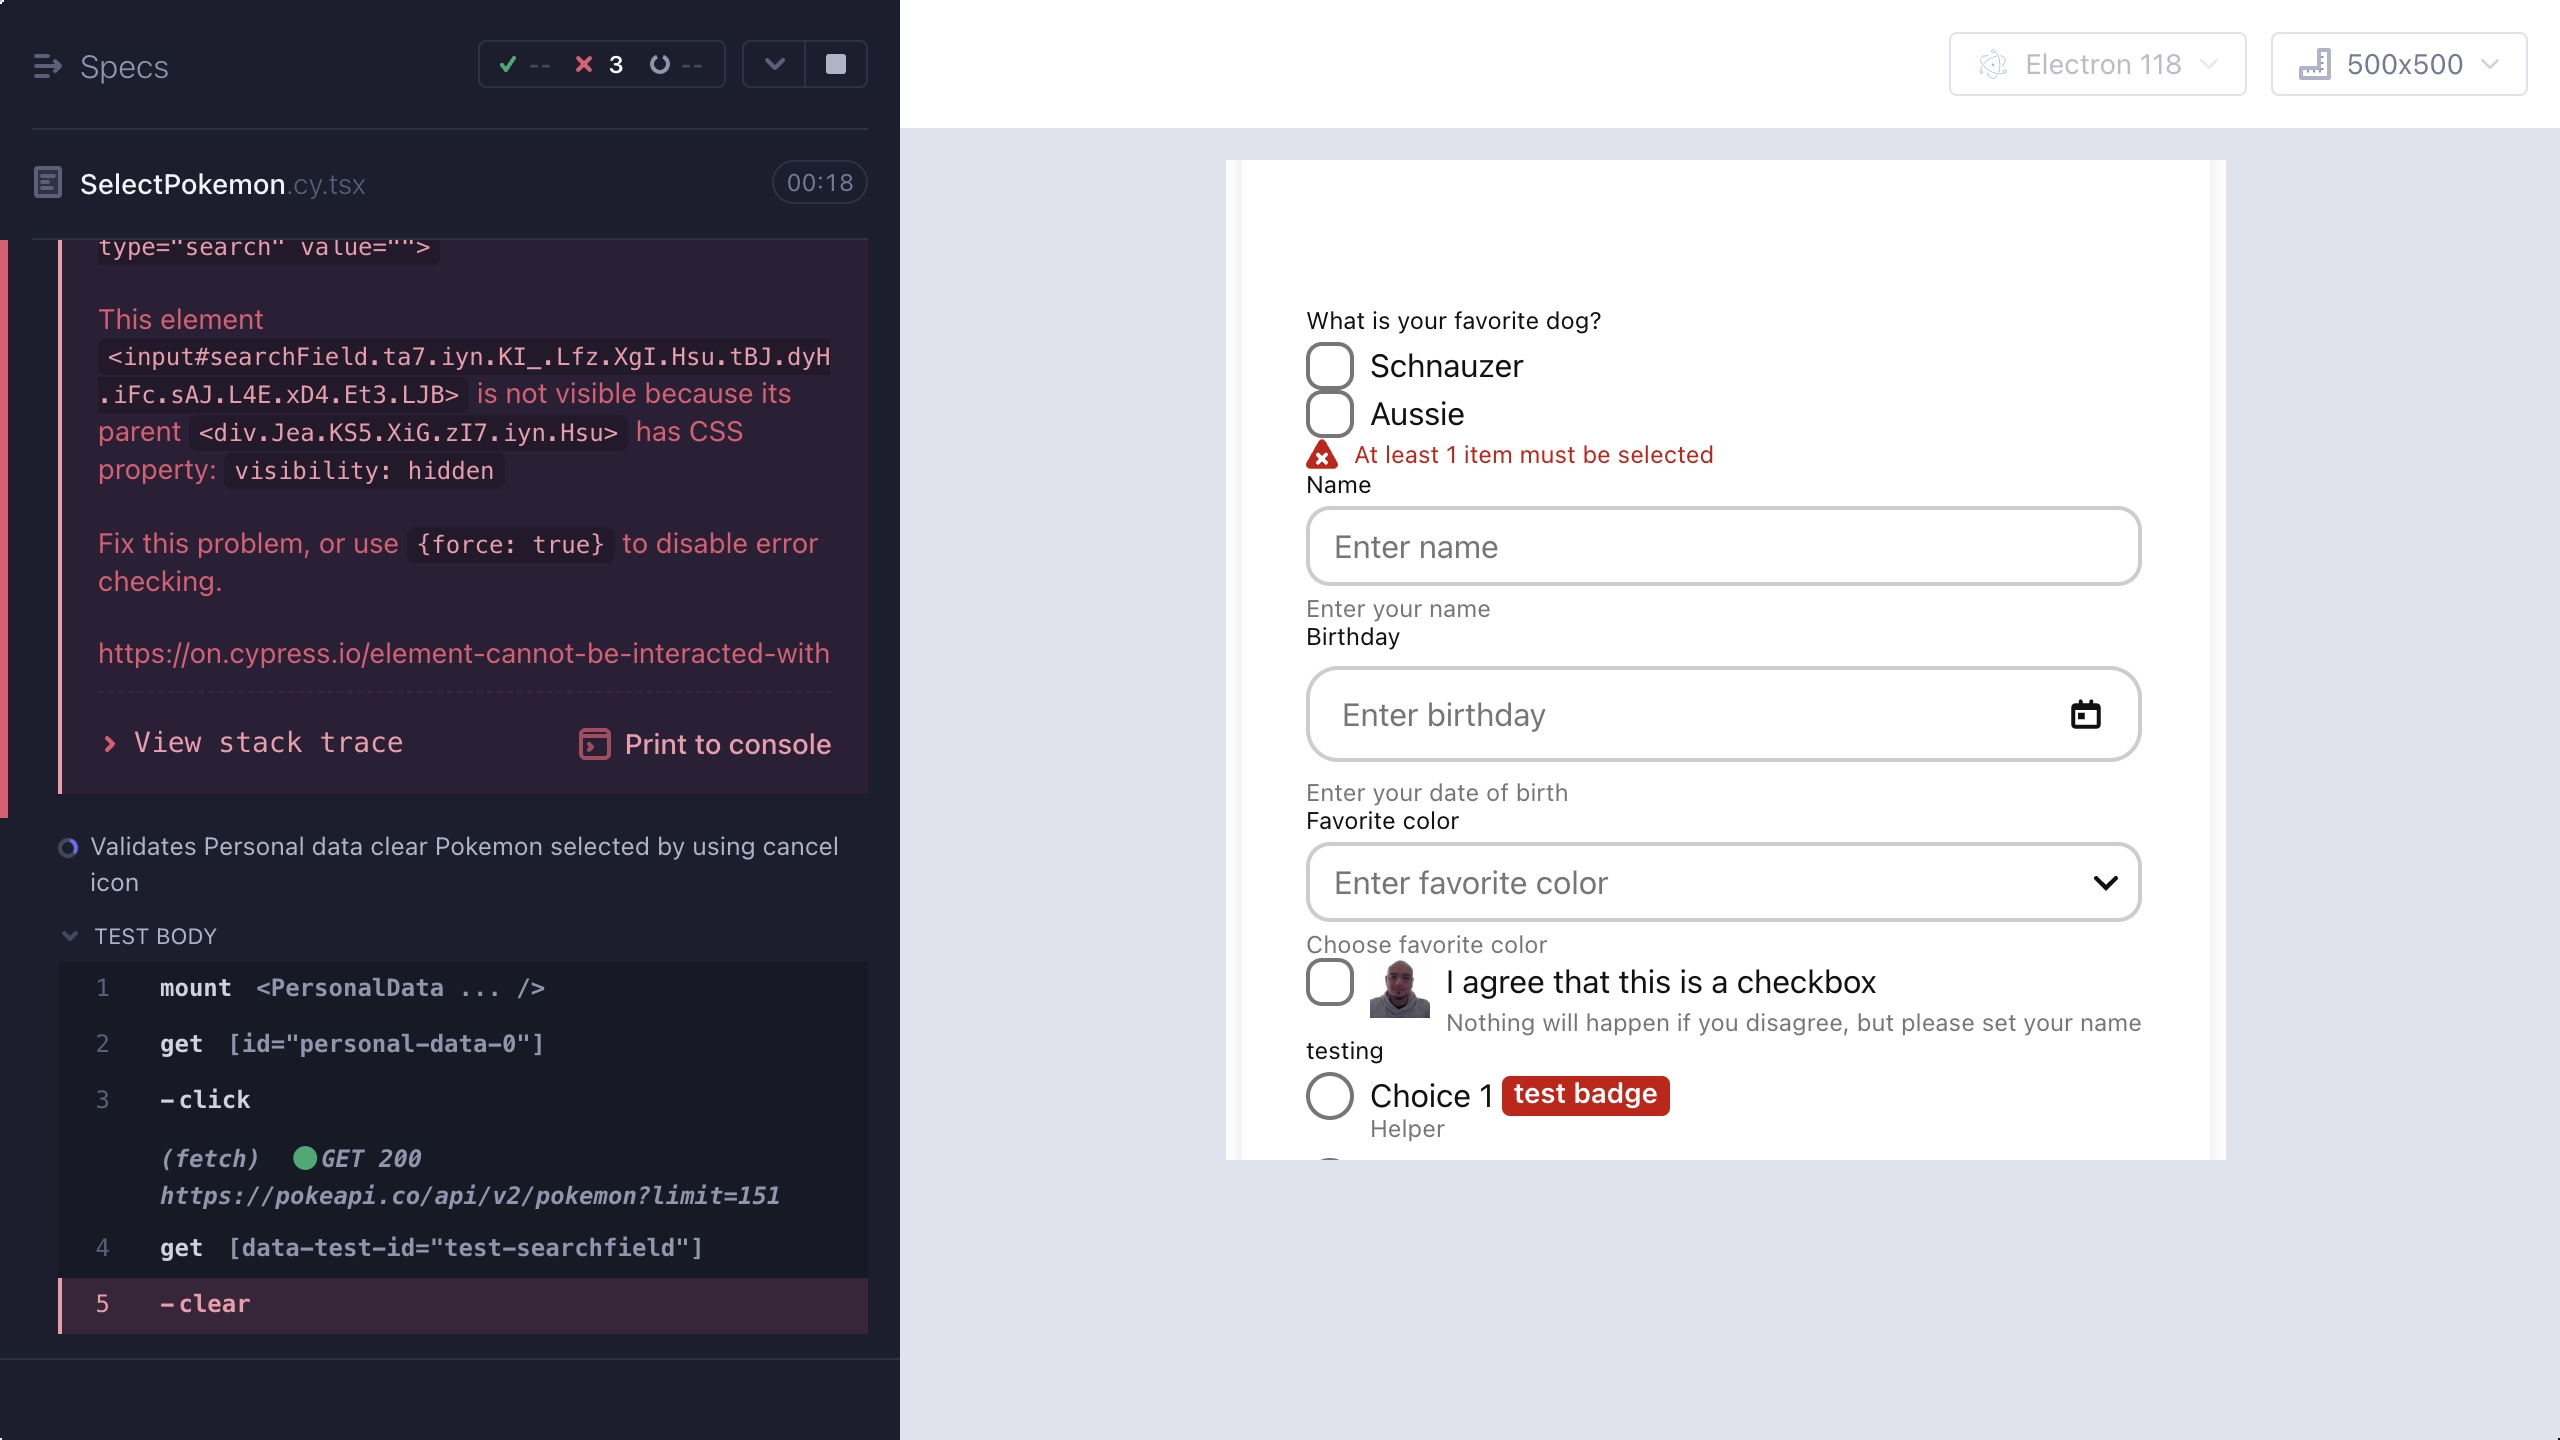 Specs
-- 3 --
Electron 118
500x500
SelectPokemon.cy.tsx
00:18
type="search" value="">
This element
<input#searchField.ta7.iyn.KI_.Lfz.XgI.Hsu.tBJ.dyH
.iFc.sAJ.L4E.xD4.Et3.LJB> is not visible because its
parent <div.Jea.KS5.XiG.zI7.iyn.Hsu> has CSS
property: visibility: hidden
Fix this problem, or use {force: true} to disable error
checking.
https://on.cypress.io/element-cannot-be-interacted-with
View stack trace
Print to console
Validates Personal data clear Pokemon selected by using cancel
icon
TEST BODY
1 mount <PersonalData ... />
2 get [id="personal-data-0"]
3 -click
(fetch) GET 200
https://pokeapi.co/api/v2/pokemon?limit=151
4 get [data-test-id="test-searchfield"]
5 -clear
What is your favorite dog?
Schnauzer
Aussie
At least 1 item must be selected
Name
Enter name
Enter your name
Birthday
Enter birthday
Enter your date of birth
Favorite color
Enter favorite color
Choose favorite color
I agree that this is a checkbox
Nothing will happen if you disagree, but please set your name
testing
Choice 1 test badge
Helper